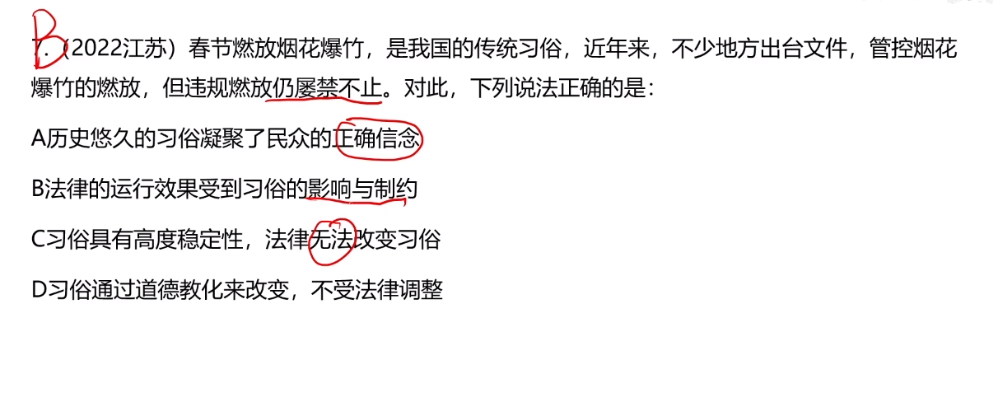 B
7.（2022江苏）春节燃放烟花爆竹，是我国的传统习俗，近年来，不少地方出台文件，管控烟花
爆竹的燃放，但违规燃放仍屡禁不止。对此，下列说法正确的是：
A历史悠久的习俗凝聚了民众的正确信念
B法律的运行效果受到习俗的影响与制约
C习俗具有高度稳定性，法律无法改变习俗
D习俗通过道德教化来改变，不受法律调整